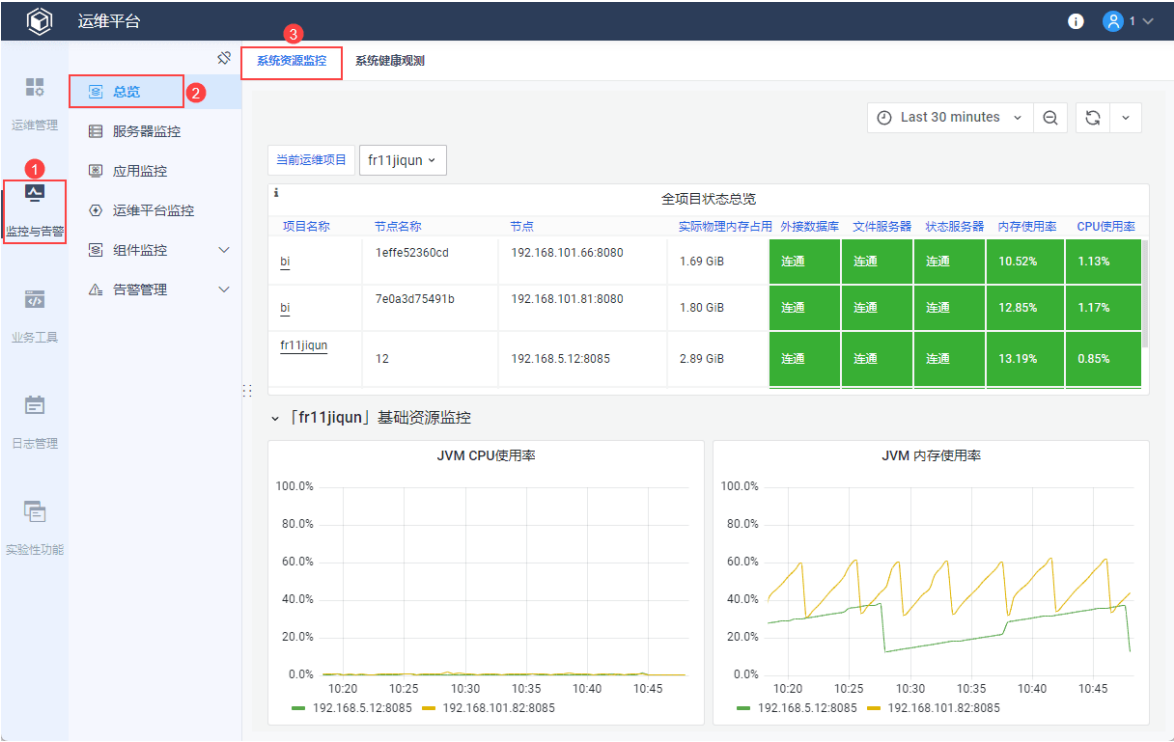 运维平台
1
3
系统资源监控 系统健康观测
总览 2
运维管理
服务器监控
Last 30 minutes
应用监控
当前运维项目 fr11jiqun
1
监控与告警
运维平台监控
组件监控
告警管理
业务工具
日志管理
实验性功能
全项目状态总览
项目名称 节点名称 节点 实际物理内存占用 外接数据库 文件服务器 状态服务器 内存使用率 CPU使用率
bi 1effe52360cd 192.168.101.66:8080 1.69 GiB 连通 连通 连通 10.52% 1.13%
bi 7e0a3d75491b 192.168.101.81:8080 1.80 GiB 连通 连通 连通 12.85% 1.17%
fr11jiqun 12 192.168.5.12:8085 2.89 GiB 连通 连通 连通 13.19% 0.85%
「fr11jiqun」基础资源监控
JVM CPU使用率
100.0%
80.0%
60.0%
40.0%
20.0%
0.0%
10:20 10:25 10:30 10:35 10:40 10:45
192.168.5.12:8085 192.168.101.82:8085
JVM 内存使用率
100.0%
80.0%
60.0%
40.0%
20.0%
0.0%
10:20 10:25 10:30 10:35 10:40 10:45
192.168.5.12:8085 192.168.101.82:8085